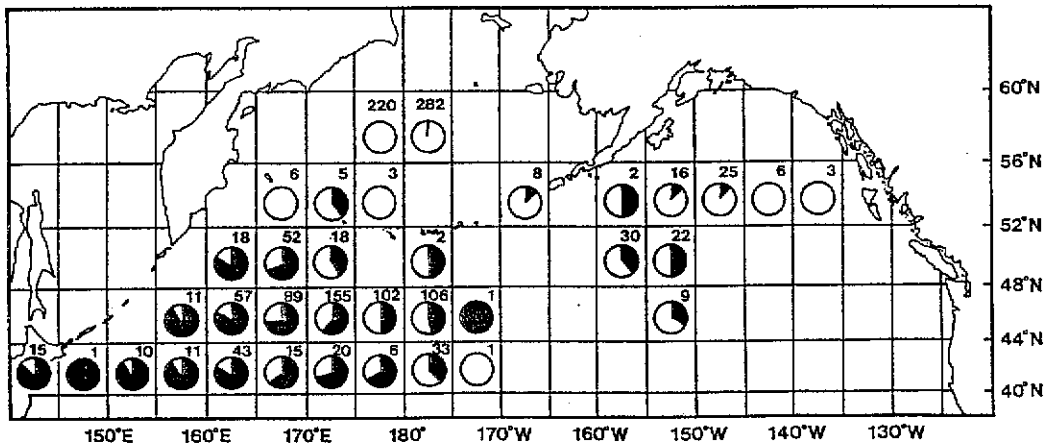 60°N
220 282
56°N
6 5 3 8 2 16 25 6 3
52°N
18 52 18 2 30 22
48°N
11 57 89 155 102 106 1 9
44°N
15 1 10 11 43 15 20 6 33 1
40°N
150°E 160°E 170°E 180° 170°W 160°W 150°W 140°W 130°W